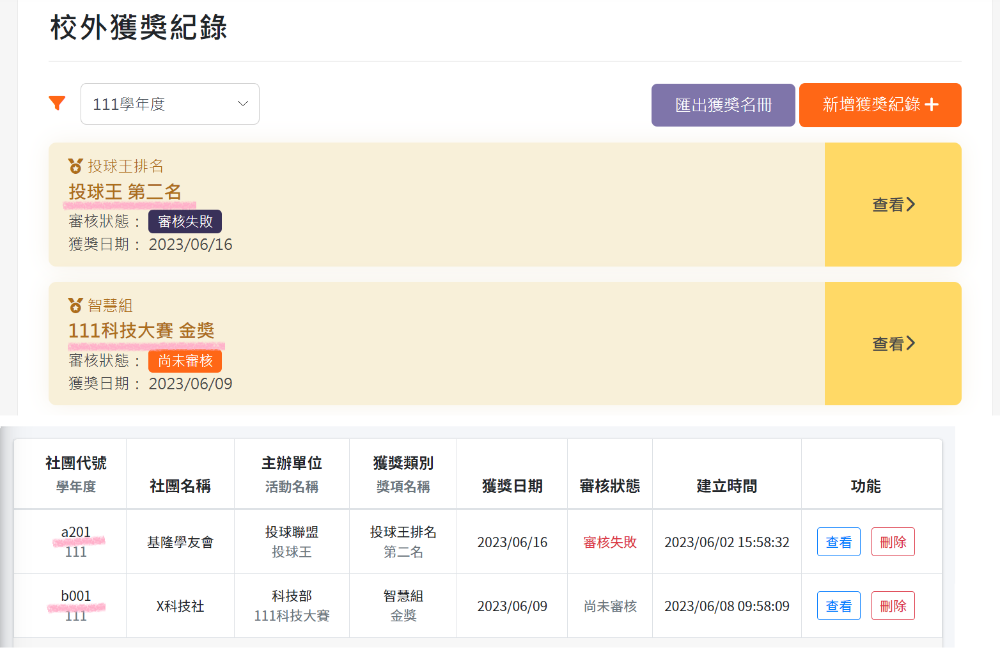 校外獲獎紀錄
111學年度
匯出獲獎名冊
新增獲獎紀錄
投球王排名
投球王 第二名
審核狀態： 審核失敗
獲獎日期： 2023/06/16
查看
智慧組
111科技大賽 金獎
審核狀態： 尚未審核
獲獎日期： 2023/06/09
查看
社團代號 主辦單位 獲獎類別
學年度 社團名稱 活動名稱 獎項名稱 獲獎日期 審核狀態 建立時間 功能
a201 投球聯盟 投球王排名
基隆學友會 2023/06/16 審核失敗 2023/06/02 15:58:32 查看 刪除
111 投球王 第二名
b001 科技部 智慧組
X科技社 2023/06/09 尚未審核 2023/06/08 09:58:09 查看 刪除
111 111科技大賽 金獎